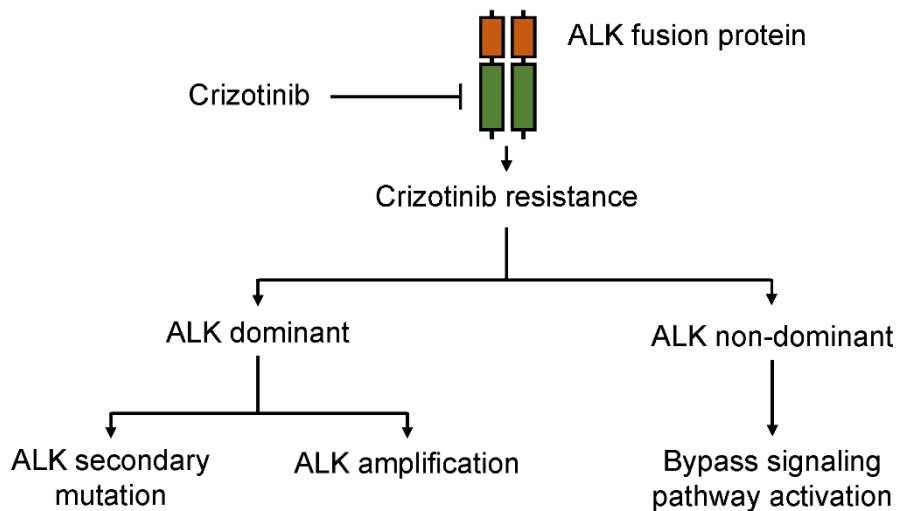 ALK fusion protein
Crizotinib
Crizotinib resistance
ALK dominant
ALK non-dominant
ALK secondary
mutation
ALK amplification
Bypass signaling
pathway activation